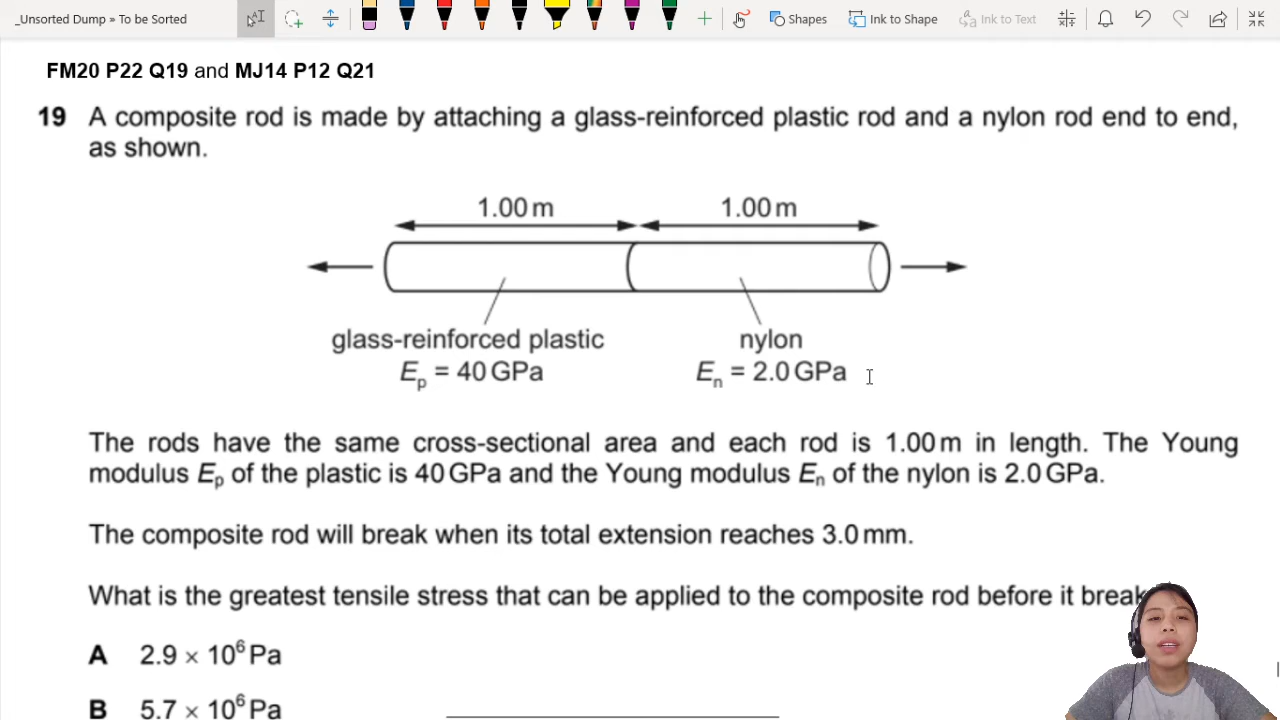 _Unsorted Dump » To be Sorted
Shapes
Ink to Shape
Ink to Text
FM20 P22 Q19 and MJ14 P12 Q21
19 A composite rod is made by attaching a glass-reinforced plastic rod and a nylon rod end to end,
as shown.
1.00 m 1.00 m
glass-reinforced plastic nylon
Ep = 40 GPa En = 2.0 GPa
The rods have the same cross-sectional area and each rod is 1.00 m in length. The Young
modulus Ep of the plastic is 40 GPa and the Young modulus En of the nylon is 2.0 GPa.
The composite rod will break when its total extension reaches 3.0 mm.
What is the greatest tensile stress that can be applied to the composite rod before it break
A 2.9 × 10⁶ Pa
B 5.7 × 10⁶ Pa